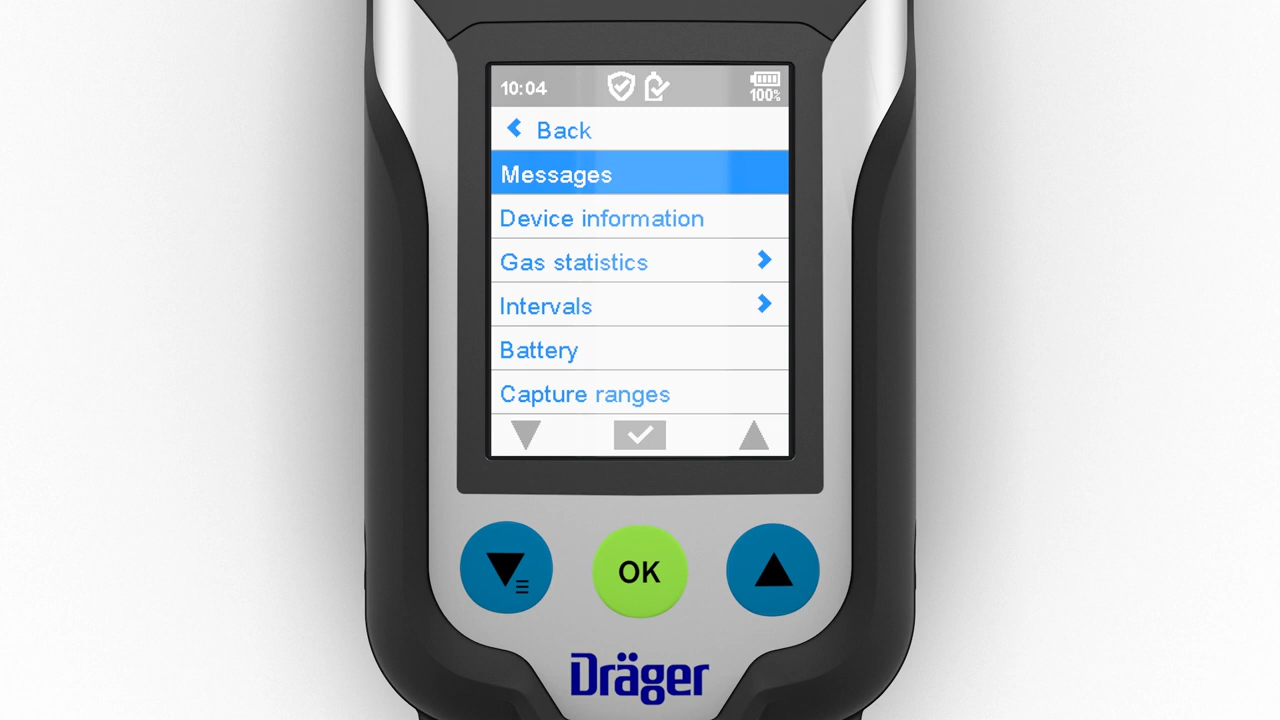 10:04
100%
Back
Messages
Device information
Gas statistics
Intervals
Battery
Capture ranges
OK
Dräger